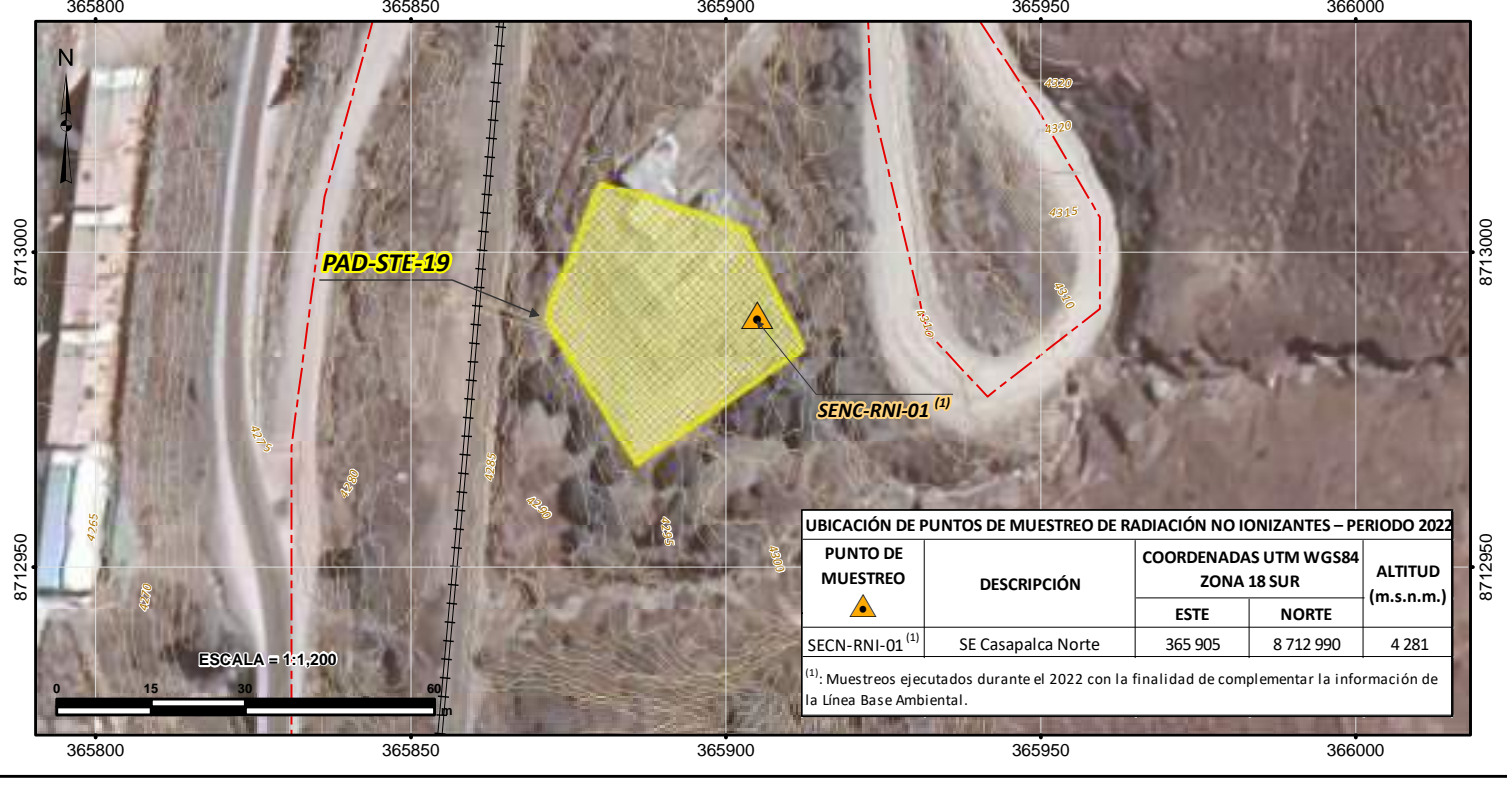 365800 365850 365900 365950 366000
N
4320
4320
4315
8713000 8713000
PAD-STE-19
4310
4310
SENC-RNI-01 (1)
4275
4280
4285
4290
4265
4295
4300
8712950 8712950
4270
UBICACIÓN DE PUNTOS DE MUESTREO DE RADIACIÓN NO IONIZANTES – PERIODO 2022
PUNTO DE
MUESTREO
DESCRIPCIÓN
COORDENADAS UTM WGS84
ZONA 18 SUR
ALTITUD
(m.s.n.m.)
ESTE NORTE
SECN-RNI-01 (1) SE Casapalca Norte 365 905 8 712 990 4 281
(1): Muestreos ejecutados durante el 2022 con la finalidad de complementar la información de
la Línea Base Ambiental.
ESCALA = 1:1,200
0 15 30 60
m
365800 365850 365900 365950 366000